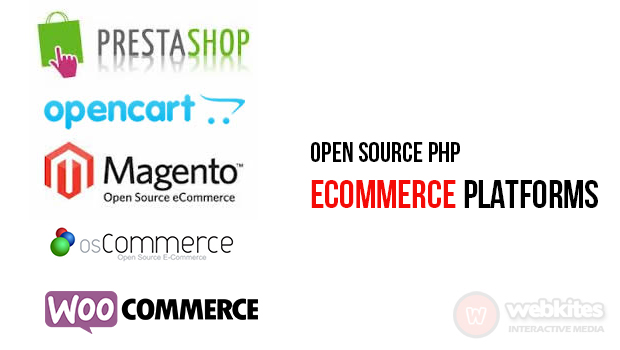 PRESTASHOP
opencart
Magento™
Open Source eCommerce
osCommerce
Open Source E-Commerce
WOO COMMERCE
OPEN SOURCE PHP
ECOMMERCE PLATFORMS
webkites
INTERACTIVE MEDIA